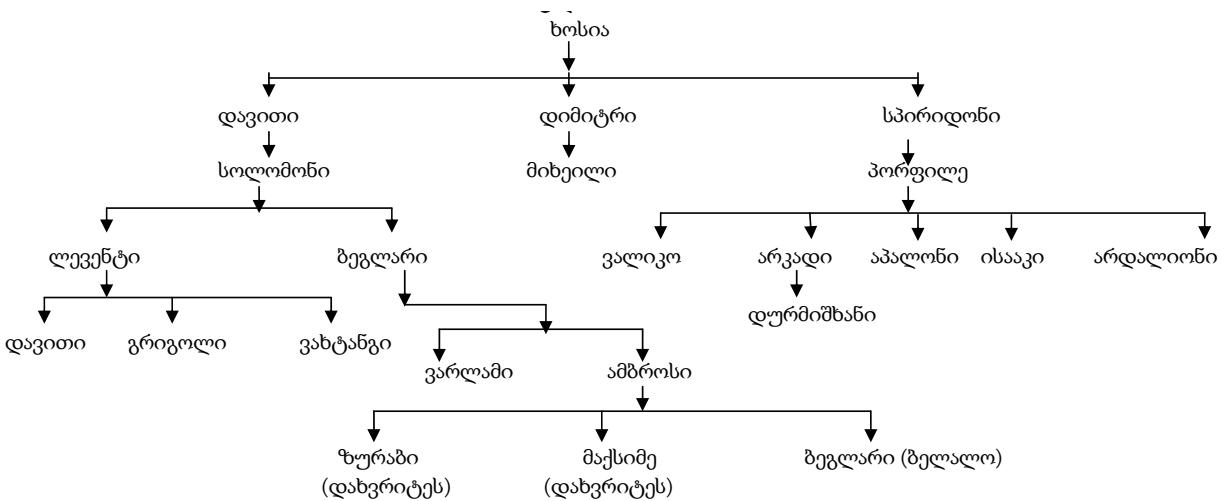 ხოსია
დავითი დიმიტრი სპირიდონი
სოლომონი მიხეილი პორფილე
ლევენტი ბეგლარი ვალიკო არკადი აპალონი ისააკი არდალიონი
დურმიშხანი
დავითი გრიგოლი ვახტანგი
ვარლამი ამბროსი
ზურაბი მაქსიმე ბეგლარი (ბელალო)
(დახვრიტეს) (დახვრიტეს)